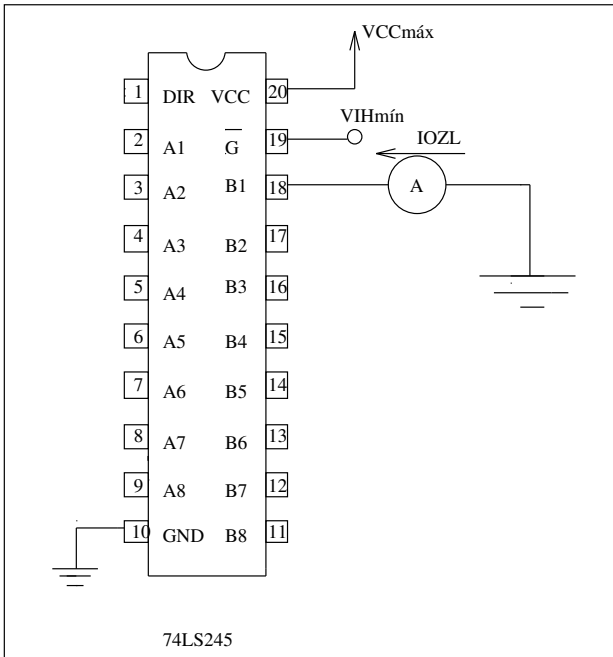 VCCmáx
1 DIR VCC 20
VIHmín
2 A1 G 19
IOZL
3 A2 B1 18 A
4 A3 B2 17
5 A4 B3 16
6 A5 B4 15
7 A6 B5 14
8 A7 B6 13
9 A8 B7 12
10 GND B8 11
74LS245